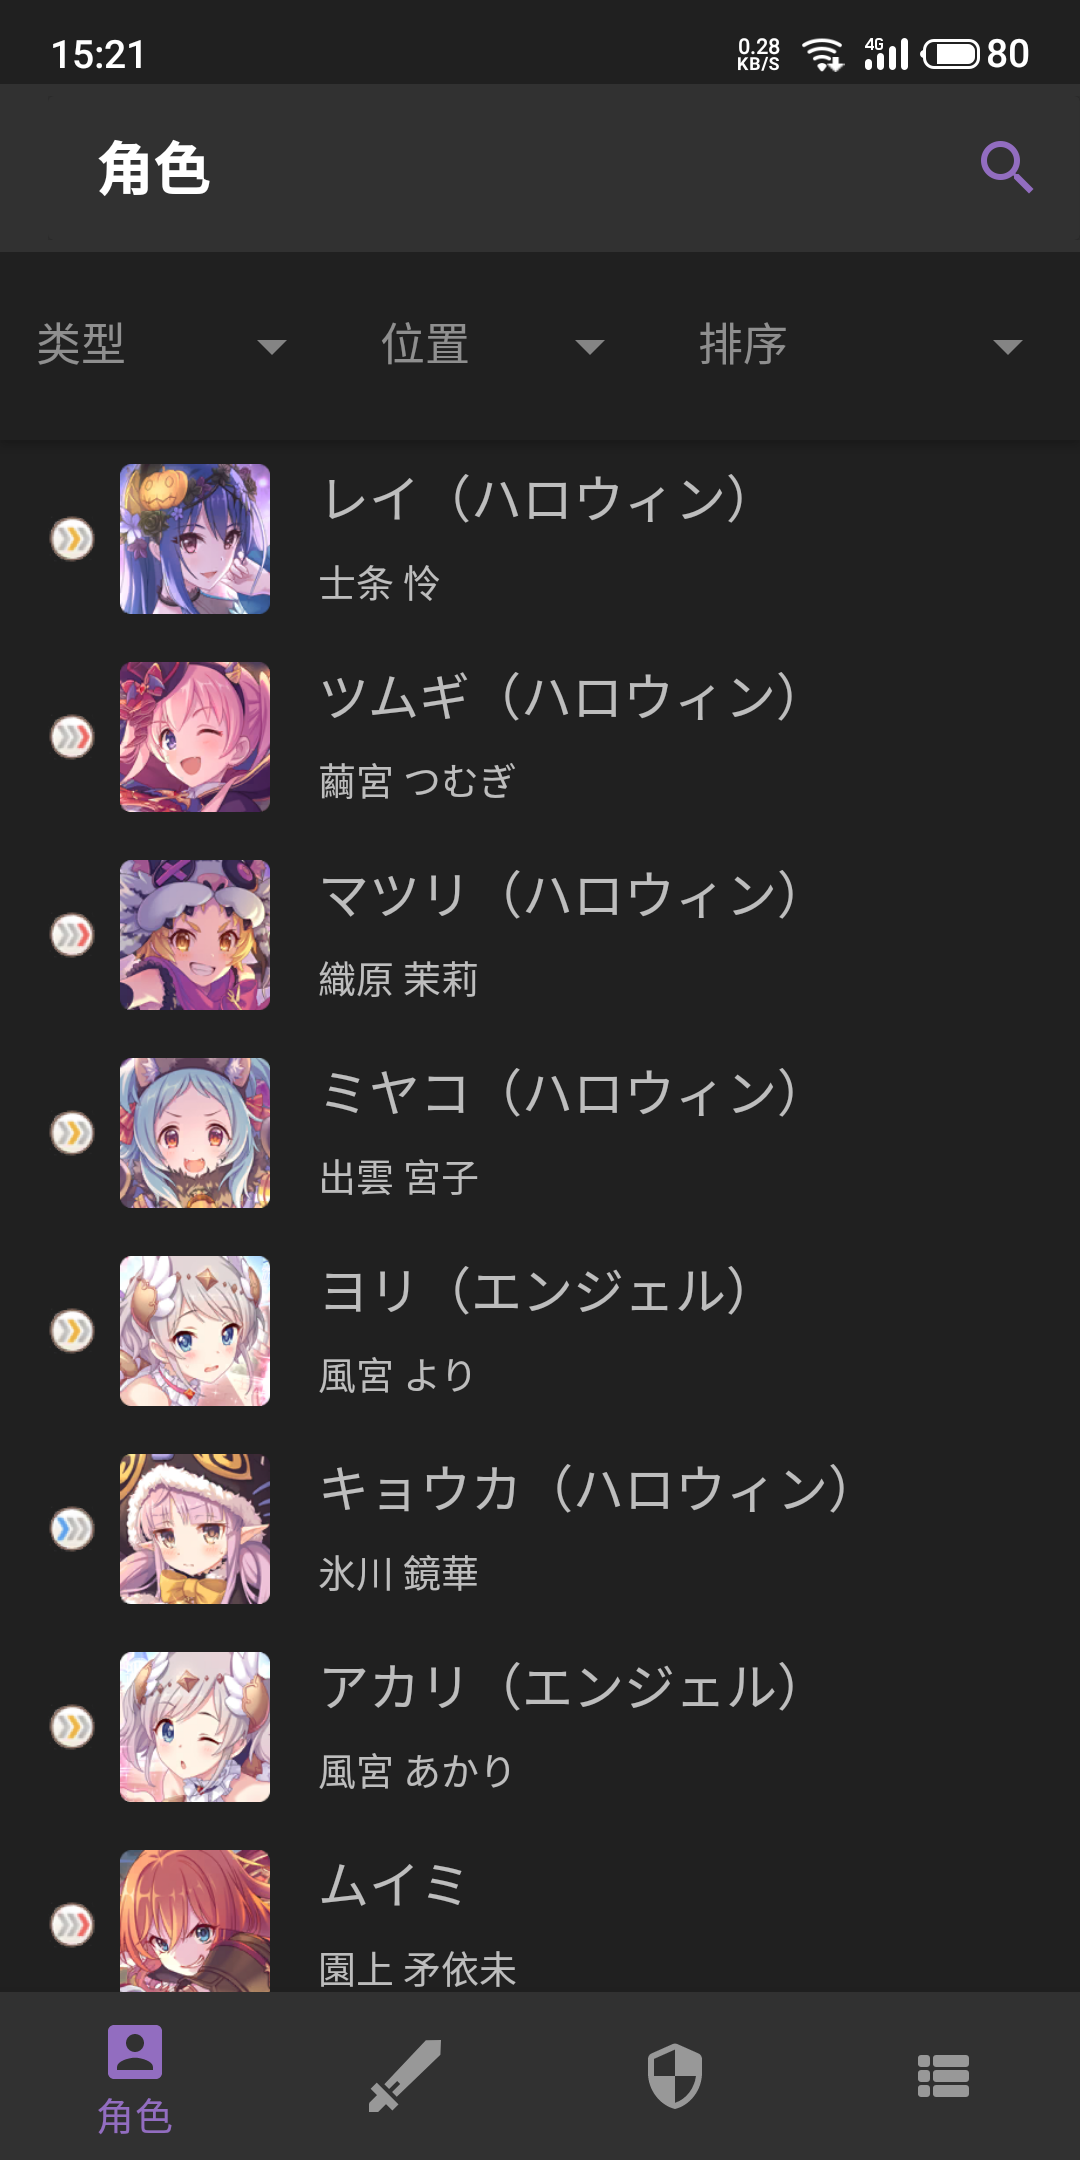 15:21 0.28 KB/S 4G 80
角色
类型 位置 排序
レイ（ハロウィン）
士条 怜
ツムギ（ハロウィン）
繭宮 つむぎ
マツリ（ハロウィン）
織原 茉莉
ミヤコ（ハロウィン）
出雲 宮子
ヨリ（エンジェル）
風宮 より
キョウカ（ハロウィン）
氷川 鏡華
アカリ（エンジェル）
風宮 あかり
ムイミ
園上 矛依未
角色